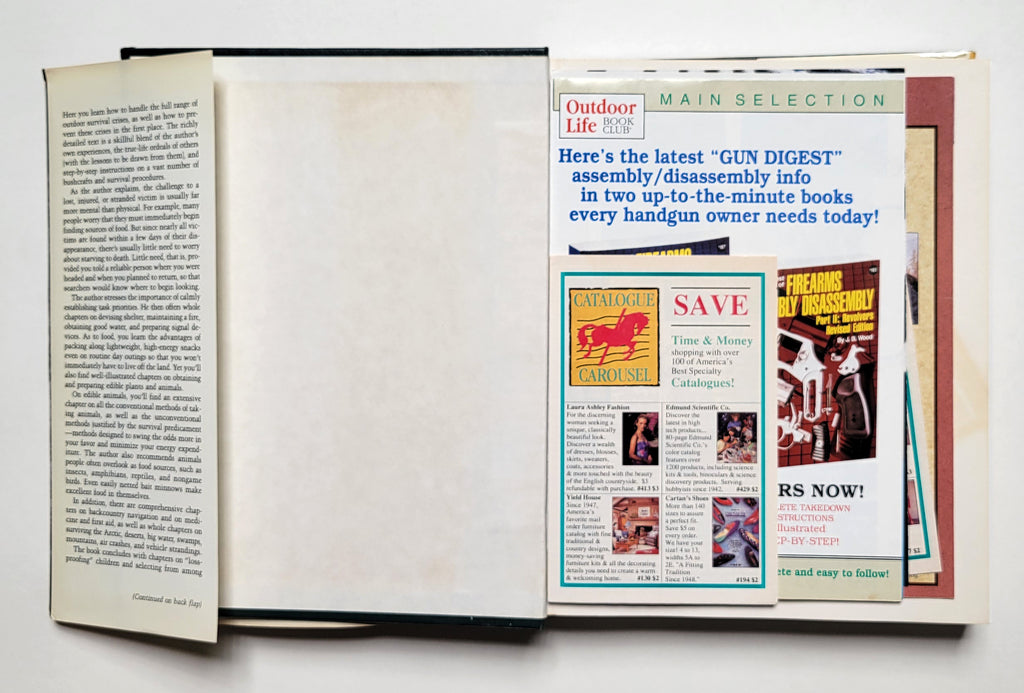 Here you learn how to handle the full range of
outdoor survival crises, as well as how to pre-
vent these crises in the first place. The richly
detailed text is a skillful blend of the author's
own experiences, the true-life ordeals of others
(with the lessons to be drawn from them), and
step-by-step instructions on a vast number of
bushcrafts and survival procedures.
As the author explains, the challenge to a
lost, injured, or stranded victim is usually far
more mental than physical. For example, many
people worry that they must immediately begin
finding sources of food. But since nearly all vic-
tims are found within a few days of their dis-
appearance, there's usually little need to worry
about starving to death. Little need, that is, pro-
vided you told a reliable person where you were
headed and when you planned to return, so that
searchers would know where to begin looking.
The author stresses the importance of calmly
establishing task priorities. He then offers whole
chapters on devising shelter, maintaining a fire,
obtaining good water, and preparing signal de-
vices. As to food, you learn the advantages of
packing along lightweight, high-energy snacks
even on routine day outings so that you won't
immediately have to live off the land. Yet you'll
also find well-illustrated chapters on obtaining
and preparing edible plants and animals.
On edible animals, you'll find an extensive
chapter on all the conventional methods of tak-
ing animals, as well as the unconventional
methods justified by the survival predicament
—methods designed to swing the odds more in
your favor and minimize your energy expend-
iture. The author also recommends animals
people often overlook as food sources, such as
insects, amphibians, reptiles, and nongame
birds. Even easily netted bait minnows make
excellent food in themselves.
In addition, there are comprehensive chap-
ters on backcountry navigation and on medi-
cine and first aid, as well as whole chapters on
surviving the Arctic, deserts, big water, swamps,
mountains, air crashes, and vehicle strandings.
The book concludes with chapters on "loss-
proofing" children and selecting from among
(Continued on back flap)
Outdoor
Life BOOK
CLUB®
MAIN SELECTION
Here's the latest "GUN DIGEST"
assembly/disassembly info
in two up-to-the-minute books
every handgun owner needs today!
FIREARMS
BLY DISASSEMBLY
Part II: Revolvers
Revised Edition
By J. B. Wood
RS NOW!
LETE TAKEDOWN
STRUCTIONS
llustrated
EP-BY-STEP!
ete and easy to follow!
CATALOGUE
CAROUSEL
SAVE
Time & Money
shopping with over
100 of America's
Best Specialty
Catalogues!
Laura Ashley Fashion
For the discerning
woman seeking a
unique, classically
beautiful look.
Discover a wealth
of dresses, blouses,
skirts, sweaters,
coats, accessories
& more touched with the beauty
of the English countryside. $3
refundable with purchase. #413 $3
Edmund Scientific Co.
Discover the
latest in high
tech products...
80-page Edmund
Scientific Co.'s
color catalog
features over
1200 products, including science
kits & tools, binoculars & science
discovery products. Serving
hobbyists since 1942. #429 $2
Yield House
Since 1947,
America's
favorite mail
order furniture
catalog with fine
traditional &
country designs,
money-saving
furniture kits & all the decorating
details you need to create a warm
& welcoming home. #130 $2
Cartan's Shoes
More than 140
sizes to assure
a perfect fit.
Save $5 on
every order.
We have your
size! 4 to 13,
widths 5A to
2E. "A Fitting
Tradition
Since 1948."
#194 $2